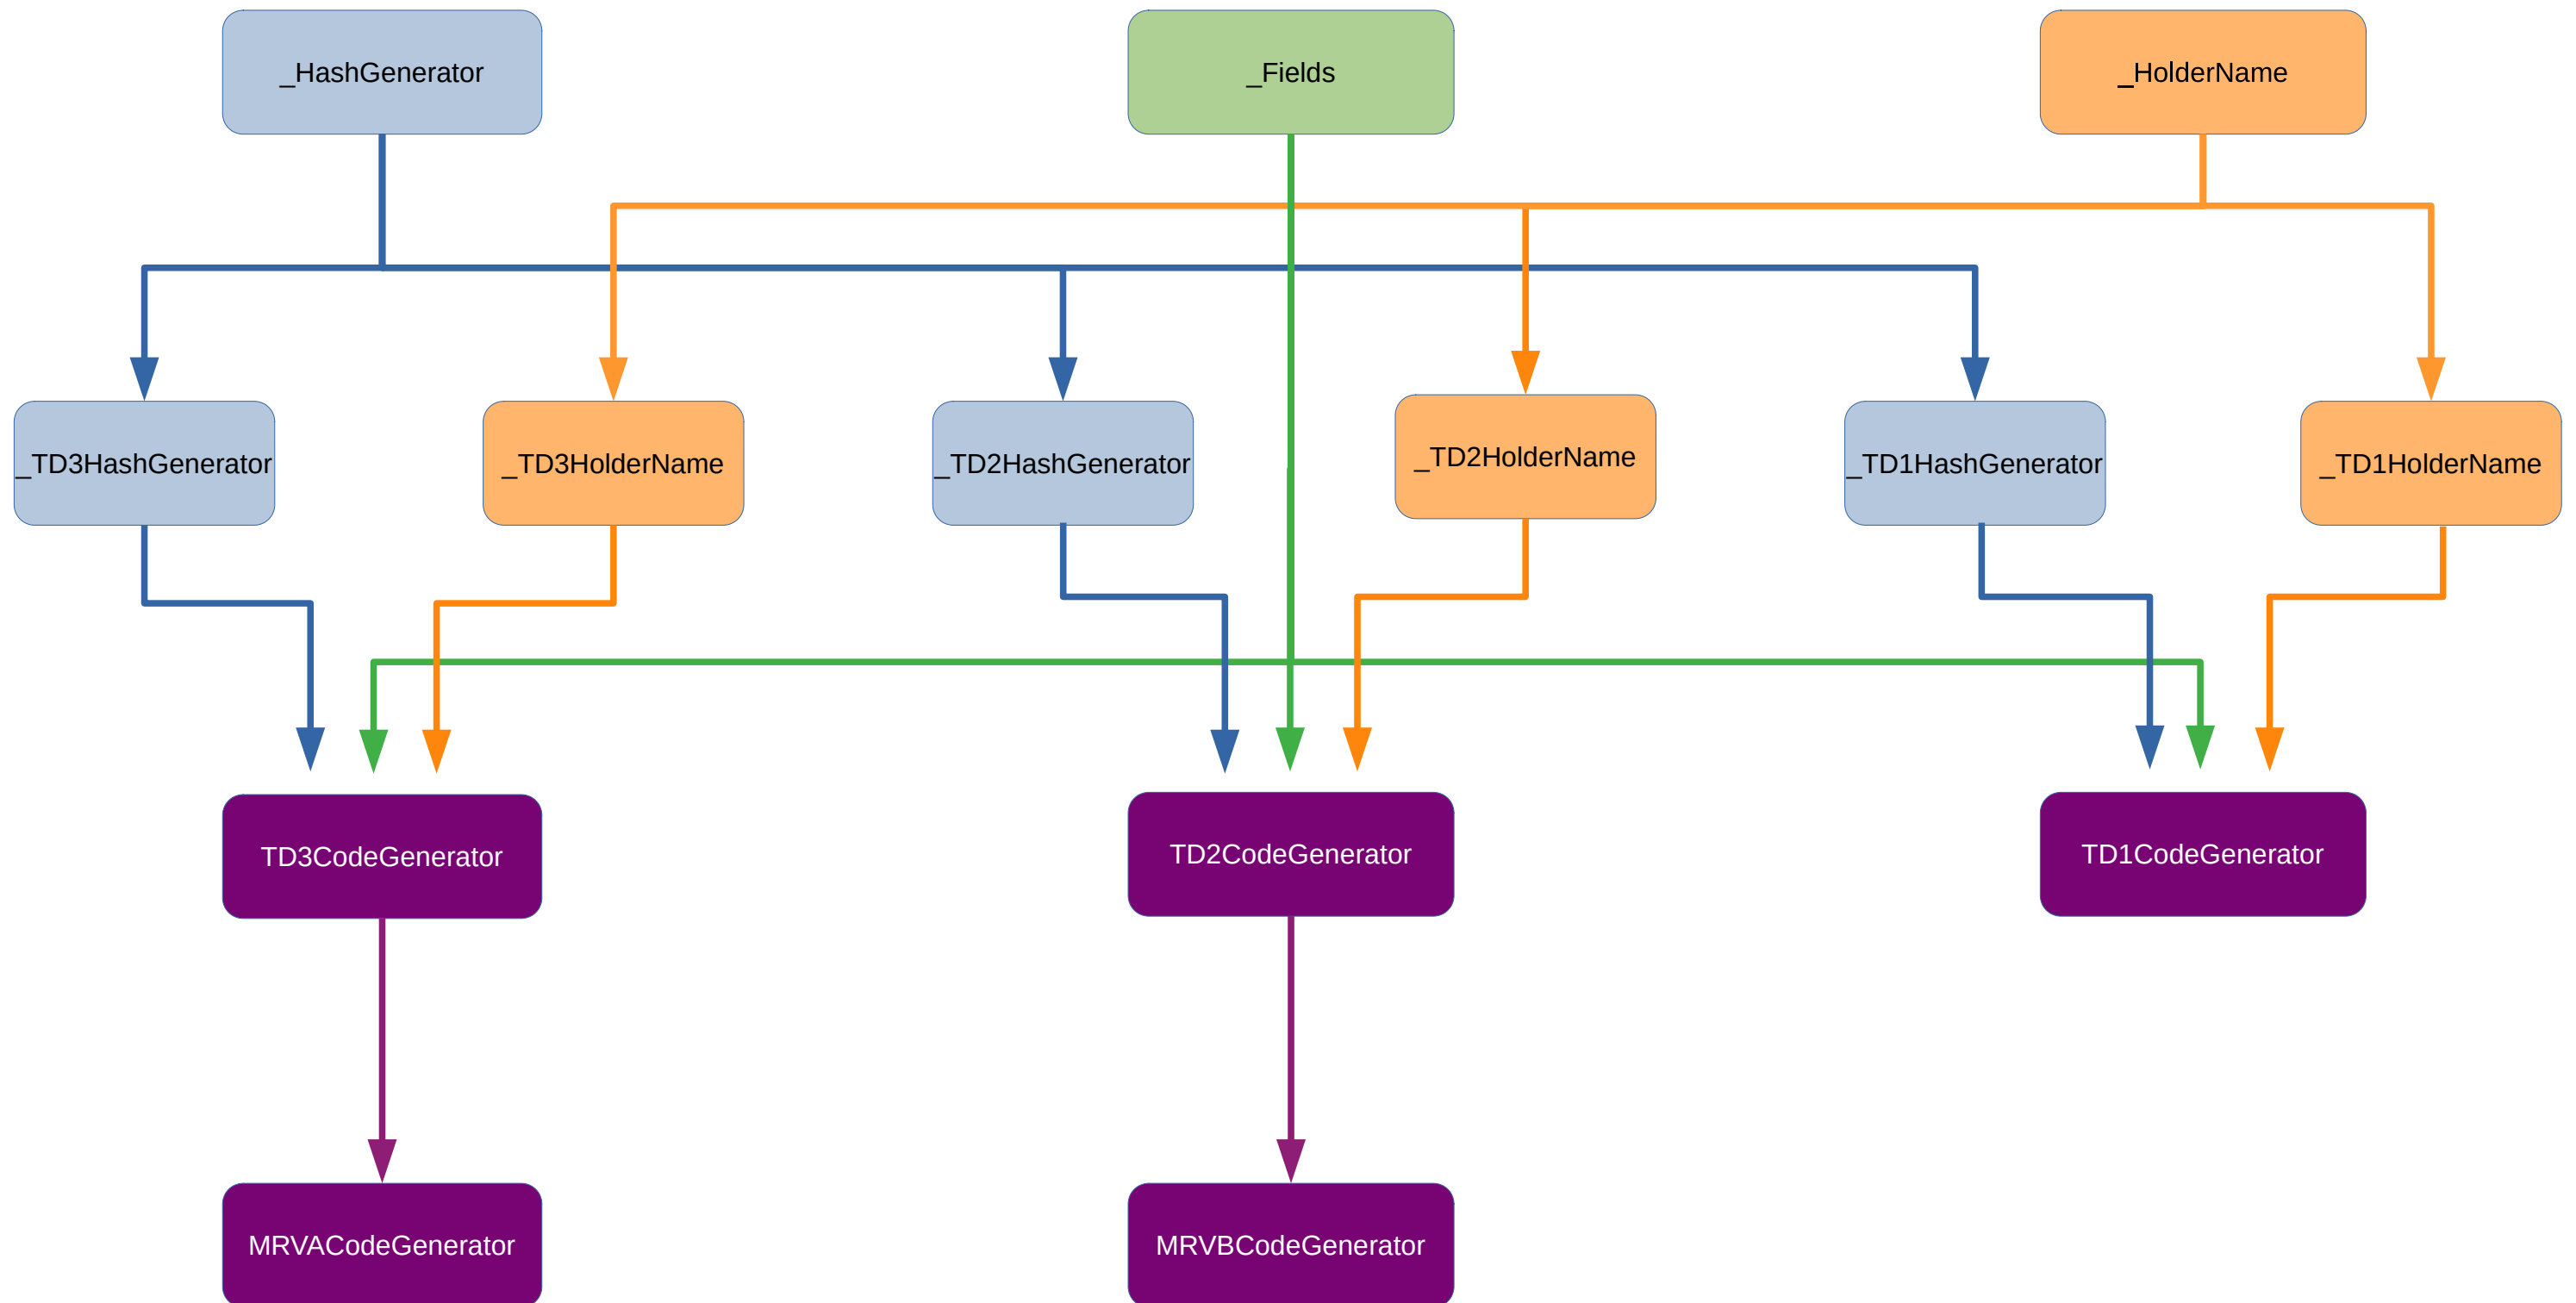 _HashGenerator
_Fields
_HolderName
_TD3HashGenerator
_TD3HolderName
_TD2HashGenerator
_TD2HolderName
_TD1HashGenerator
_TD1HolderName
TD3CodeGenerator
TD2CodeGenerator
TD1CodeGenerator
MRVACodeGenerator
MRVBCodeGenerator